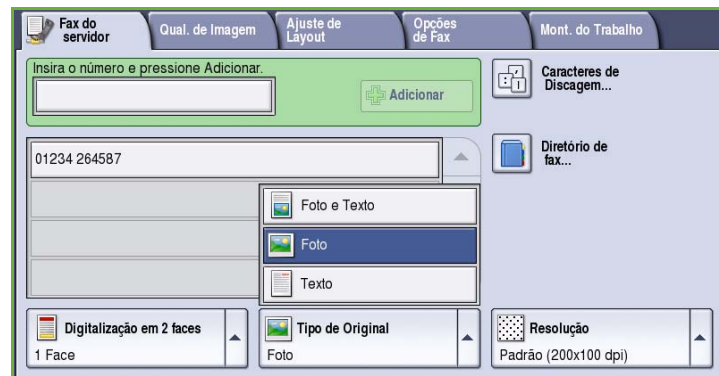 Fax do
servidor
Qual. de Imagem
Ajuste de
Layout
Opções
de Fax
Mont. do Trabalho
Insira o número e pressione Adicionar.
Adicionar
Caracteres de
Discagem...
01234 264587
Diretório de
fax...
Foto e Texto
Foto
Texto
Digitalização em 2 faces
1 Face
Tipo de Original
Foto
Resolução
Padrão (200x100 dpi)